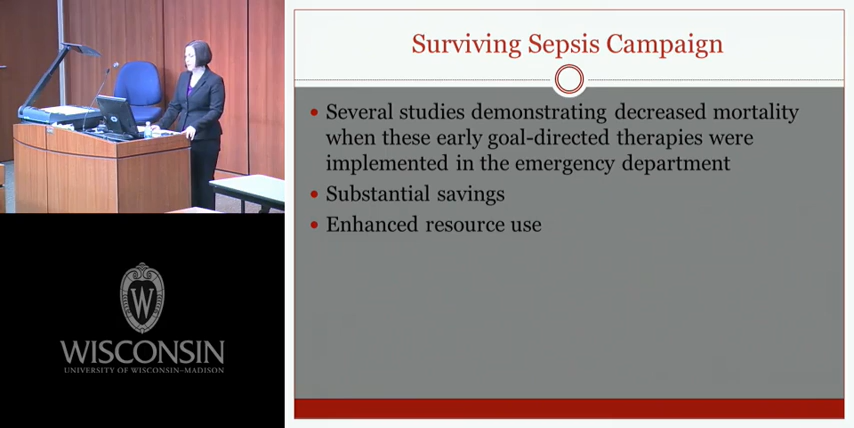 Surviving Sepsis Campaign
• Several studies demonstrating decreased mortality
when these early goal-directed therapies were
implemented in the emergency department
• Substantial savings
• Enhanced resource use
W
WISCONSIN
UNIVERSITY OF WISCONSIN–MADISON